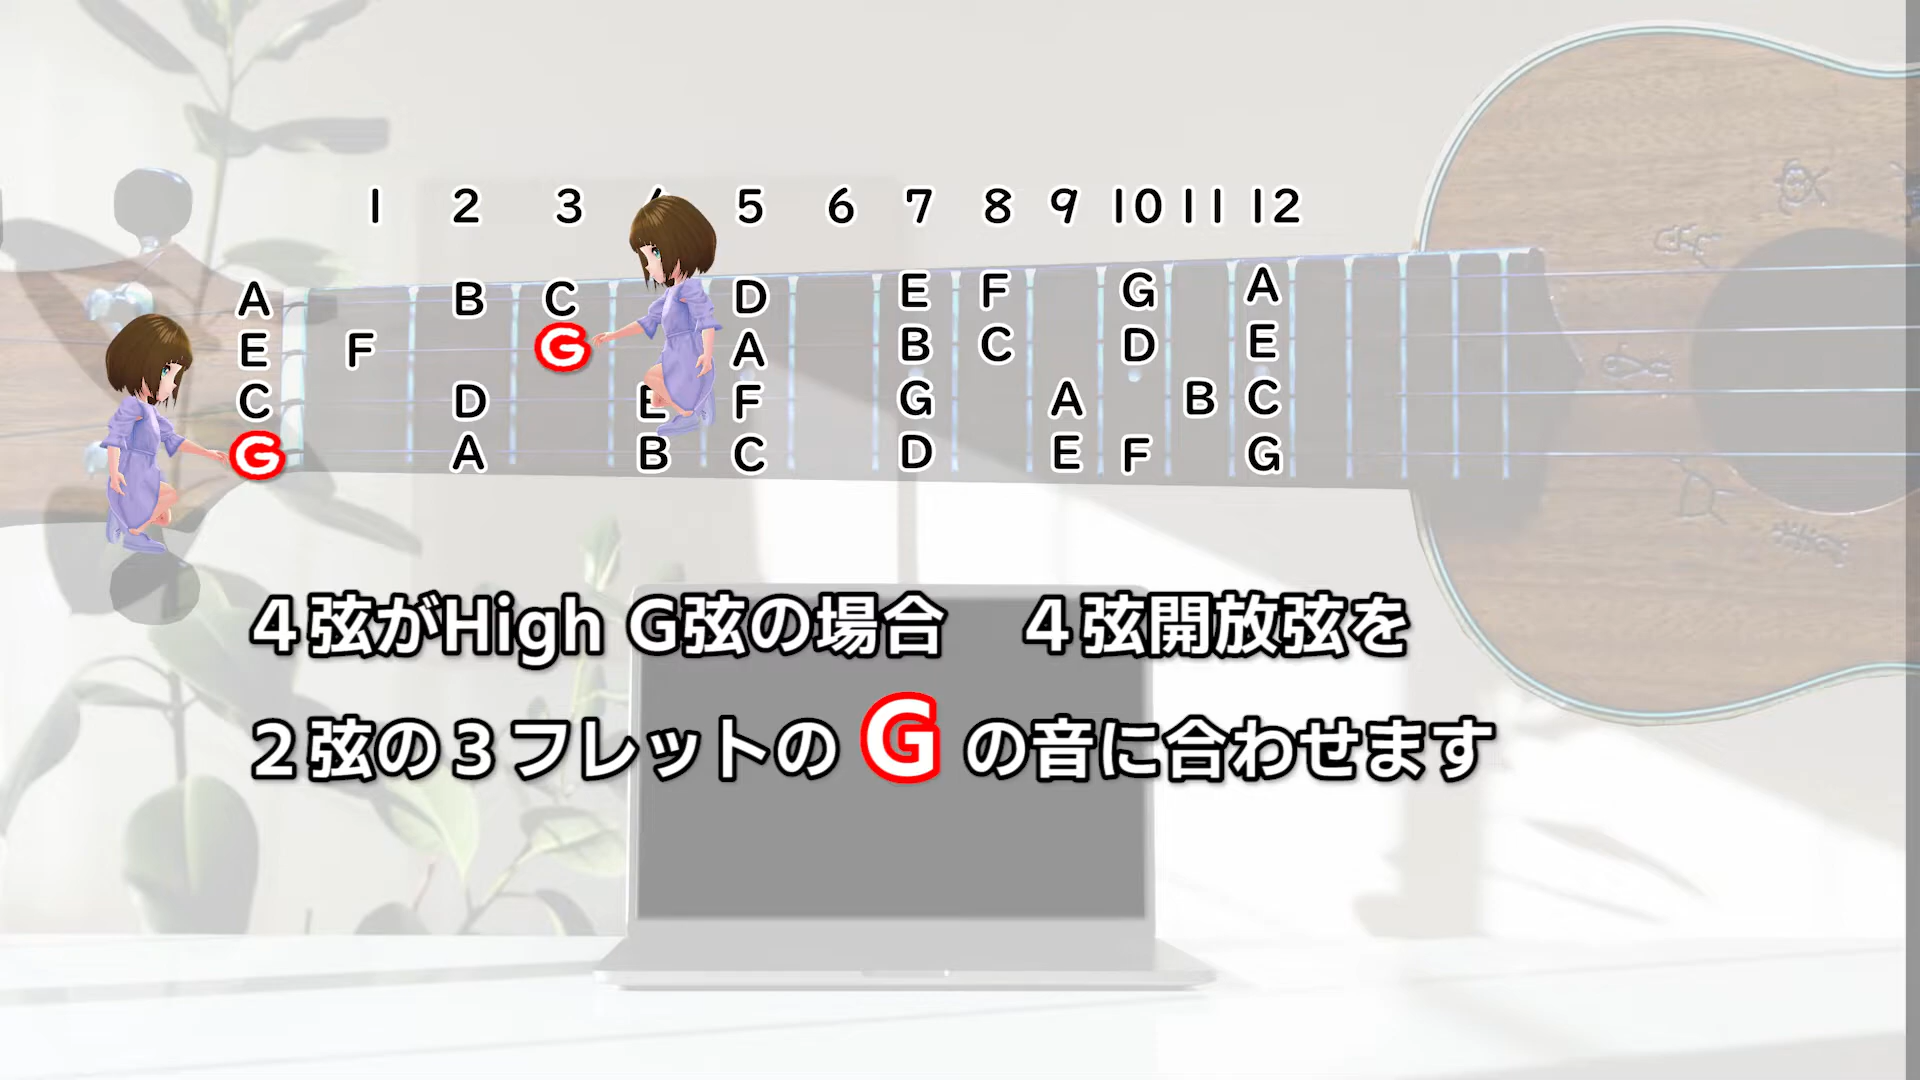 1 2 3 5 6 7 8 9 10 11 12
A B C D E F G A
E F G A B C D E
C D E F G A B C
G A B C D E F G
4弦がHigh G弦の場合 4弦開放弦を
2弦の3フレットの G の音に合わせます